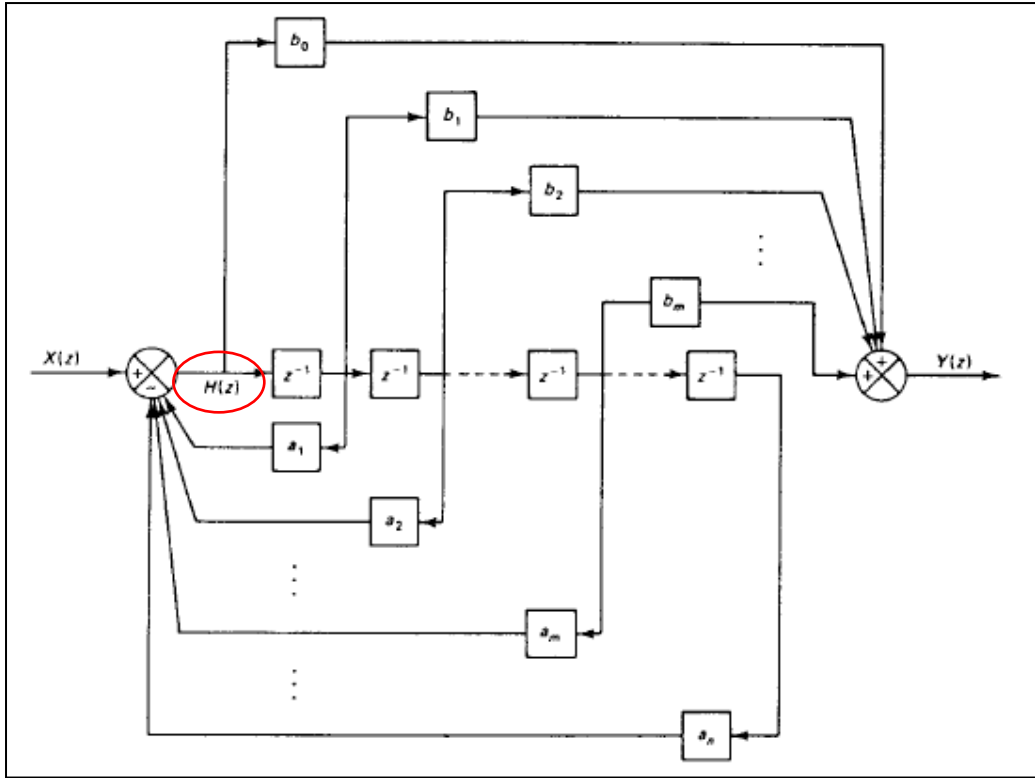 b₀
b₁
b₂
bₘ
X(z)
+
−
H(z)
z⁻¹
z⁻¹
z⁻¹
z⁻¹
+
+
Y(z)
a₁
a₂
aₘ
aₙ